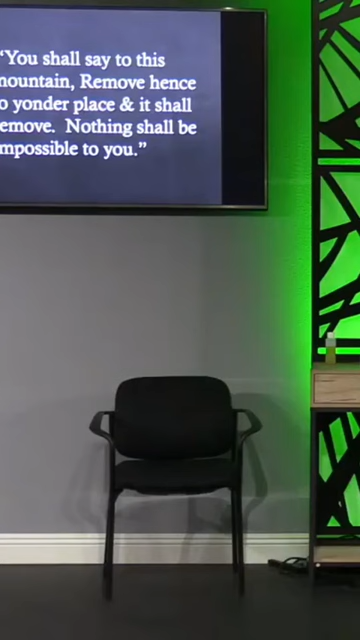 “You shall say to this
mountain, Remove hence
to yonder place & it shall
remove. Nothing shall be
impossible to you.”